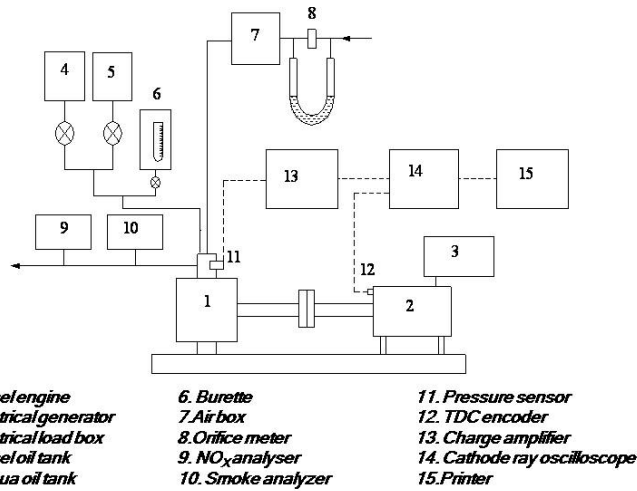 8
7
4 5
6
13 14 15
9 10
11
3
12
1 2
sel engine 6. Burette 11. Pressure sensor
trical generator 7. Air box 12. TDC encoder
trical load box 8. Orifice meter 13. Charge amplifier
sel oil tank 9. NOX analyser 14. Cathode ray oscilloscope
ua oil tank 10. Smoke analyzer 15. Printer